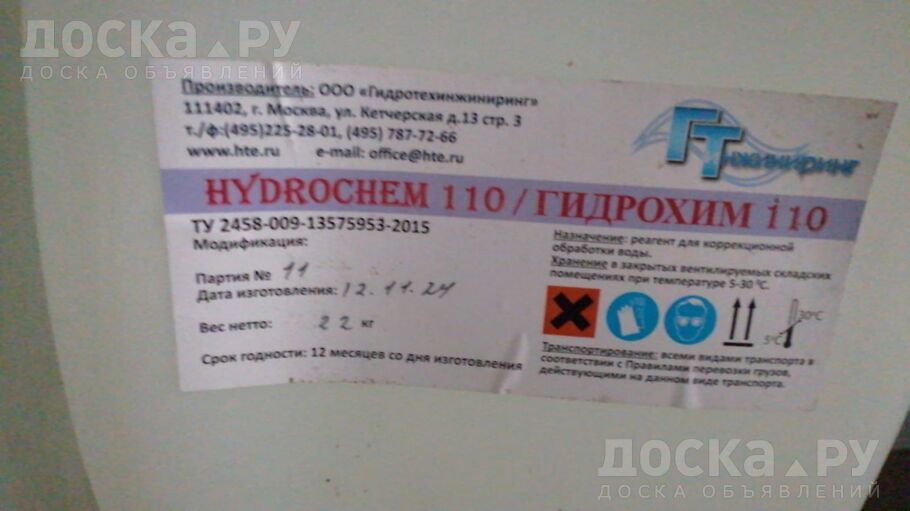 ДОСКА.РУ
ДОСКА ОБЪЯВЛЕНИЙ
Производитель: ООО «Гидротехинжиниринг»
111402, г. Москва, ул. Кетчерская д.13 стр. 3
т./ф:(495)225-28-01, (495) 787-72-66
www.hte.ru e-mail: office@hte.ru
ГТ
инжиниринг
HYDROCHEM 110 / ГИДРОХИМ 110
ТУ 2458-009-13575953-2015
Модификация:
Партия № 11
Дата изготовления: 12.11.24
Вес нетто: 22 кг
Срок годности: 12 месяцев со дня изготовления
Назначение: реагент для коррекционной
обработки воды.
Хранение в закрытых вентилируемых складских
помещениях при температуре 5-30 °С.
30°С
5°С
Транспортирование: всеми видами транспорта в
соответствии с Правилами перевозки грузов,
действующими на данном виде транспорта.
ДОСКА.РУ
ДОСКА ОБЪЯВЛЕНИЙ